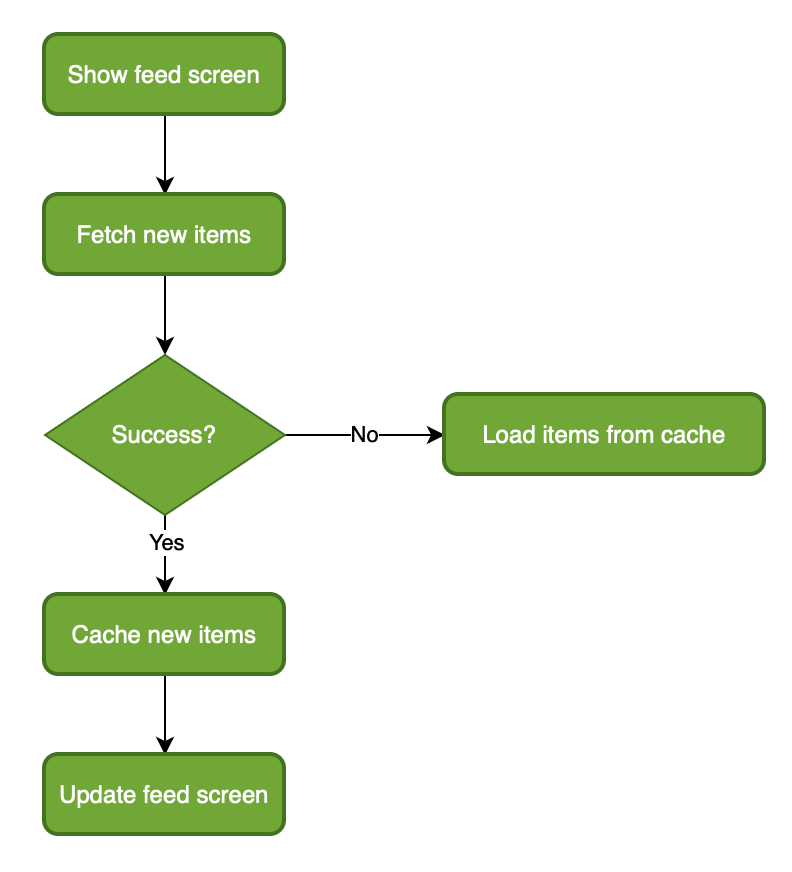 Show feed screen
Fetch new items
Success?
No
Load items from cache
Yes
Cache new items
Update feed screen